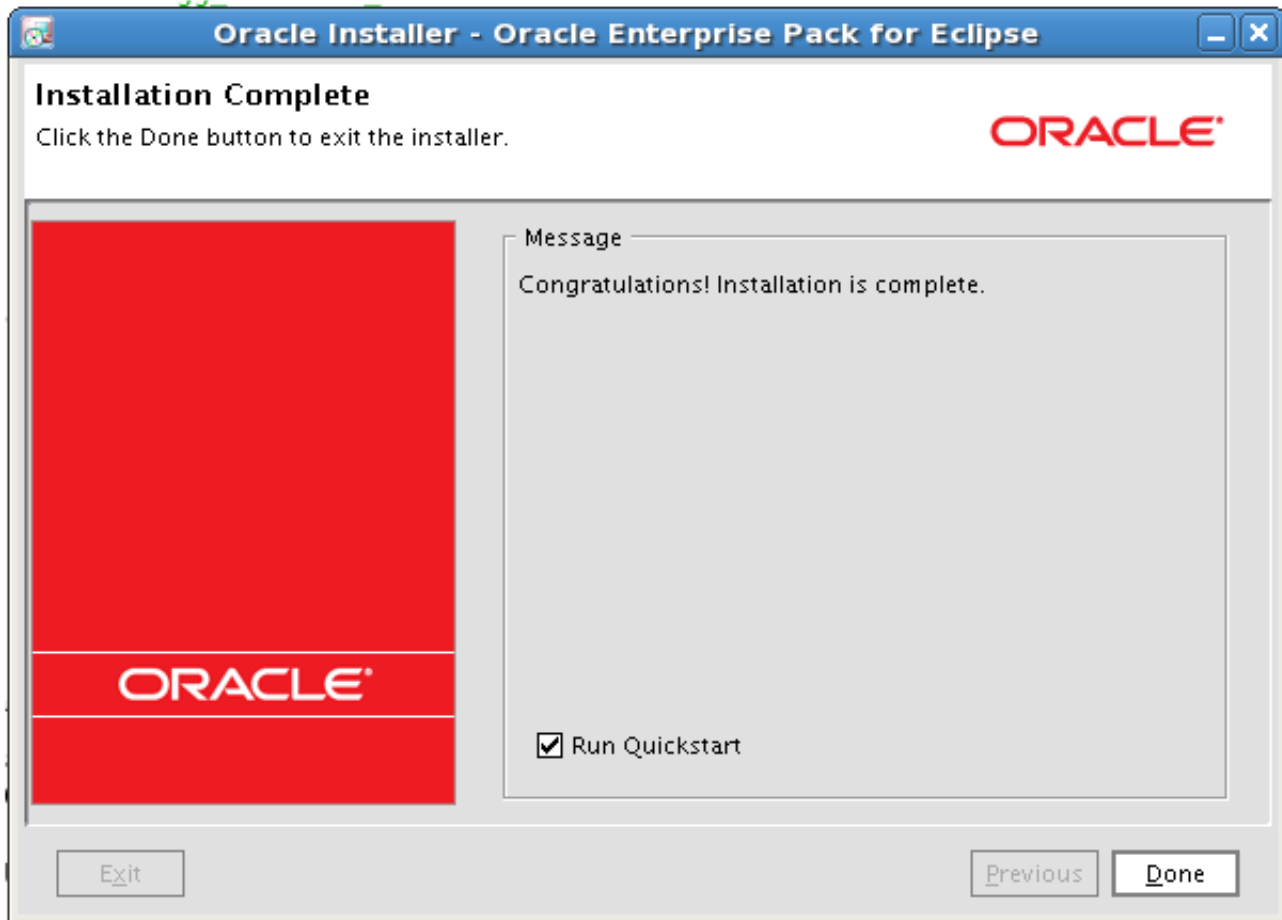 Oracle Installer - Oracle Enterprise Pack for Eclipse
Installation Complete
Click the Done button to exit the installer.
ORACLE
Message
Congratulations! Installation is complete.
ORACLE
Run Quickstart
Exit
Previous
Done